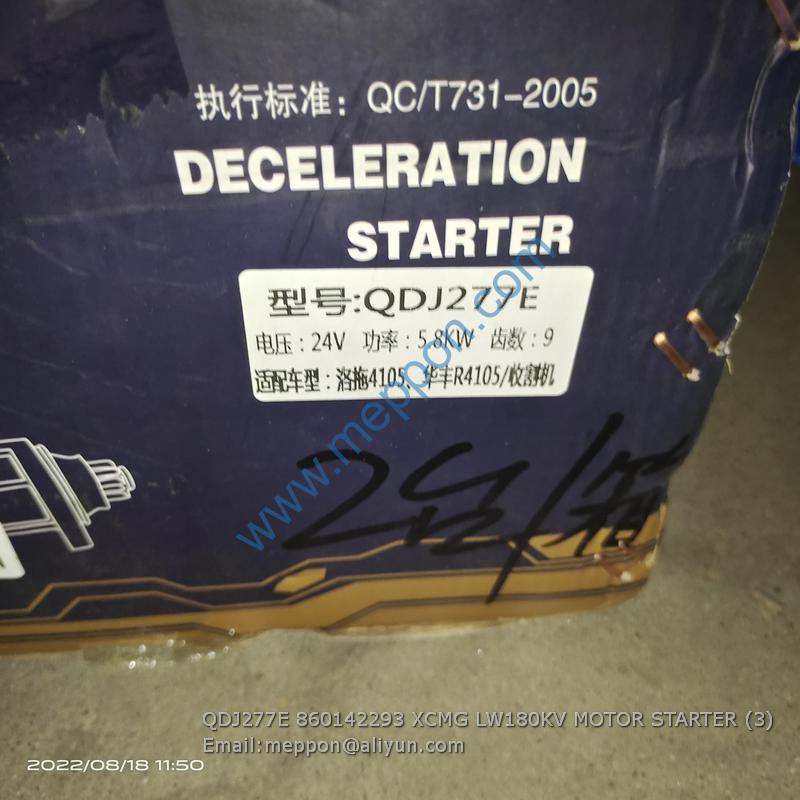 执行标准：QC/T731-2005
DECELERATION
STARTER
型号:QDJ277E
电压：24V 功率：5.8KW 齿数：9
适配车型：洛拖4105、华丰R4105/收割机
2台/箱
www.meppon.com
QDJ277E 860142293 XCMG LW180KV MOTOR STARTER (3)
Email:meppon@aliyun.com
2022/08/18 11:50